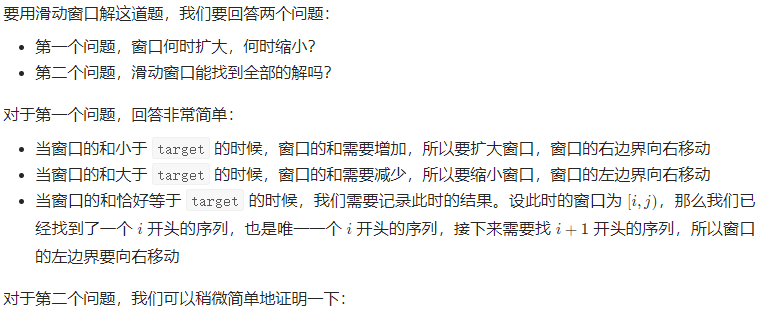 要用滑动窗口解这道题，我们要回答两个问题：
• 第一个问题，窗口何时扩大，何时缩小？
• 第二个问题，滑动窗口能找到全部的解吗？
对于第一个问题，回答非常简单：
• 当窗口的和小于 target 的时候，窗口的和需要增加，所以要扩大窗口，窗口的右边界向右移动
• 当窗口的和大于 target 的时候，窗口的和需要减少，所以要缩小窗口，窗口的左边界向右移动
• 当窗口的和恰好等于 target 的时候，我们需要记录此时的结果。设此时的窗口为 [i, j)，那么我们已
经找到了一个 i 开头的序列，也是唯一一个 i 开头的序列，接下来需要找 i + 1 开头的序列，所以窗口
的左边界要向右移动
对于第二个问题，我们可以稍微简单地证明一下：